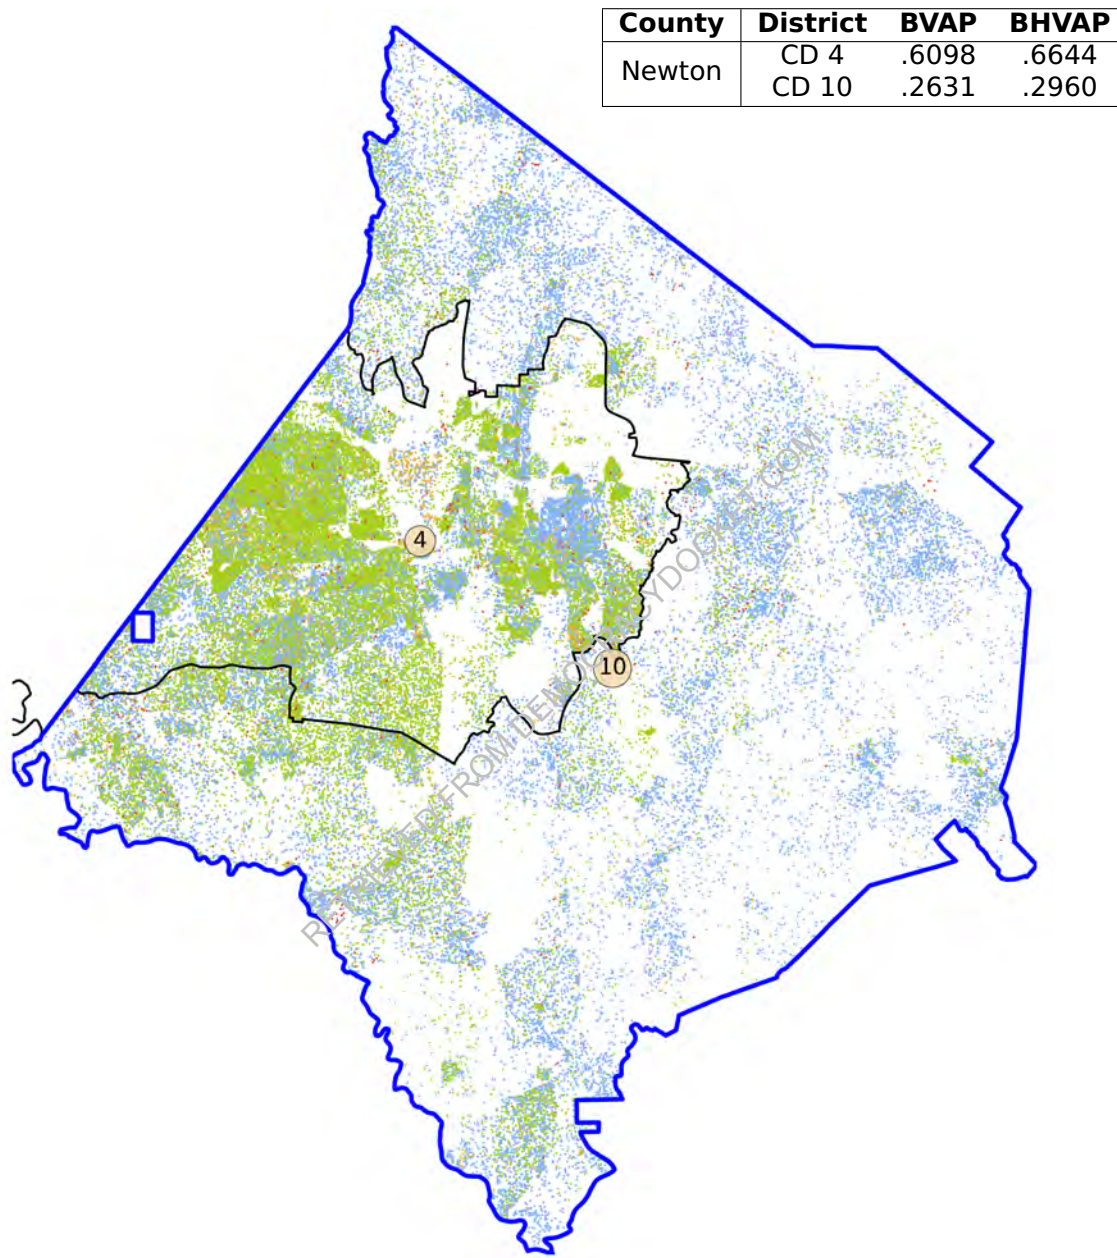 County District BVAP BHVAP
Newton
CD 4 .6098 .6644
CD 10 .2631 .2960
4
10
RETRIEVED FROM DEMOCRACYDOCKET.COM